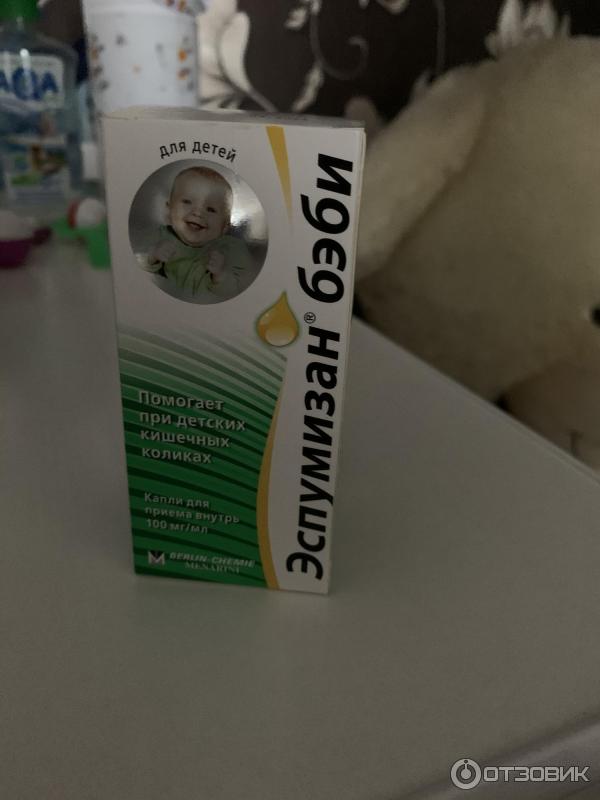 для детей
Эспумизан® бэби
Помогает
при детских
кишечных
коликах
Капли для
приема внутрь
100 мг/мл
BERLIN-CHEMIE
MENARINI
ОТЗОВИК